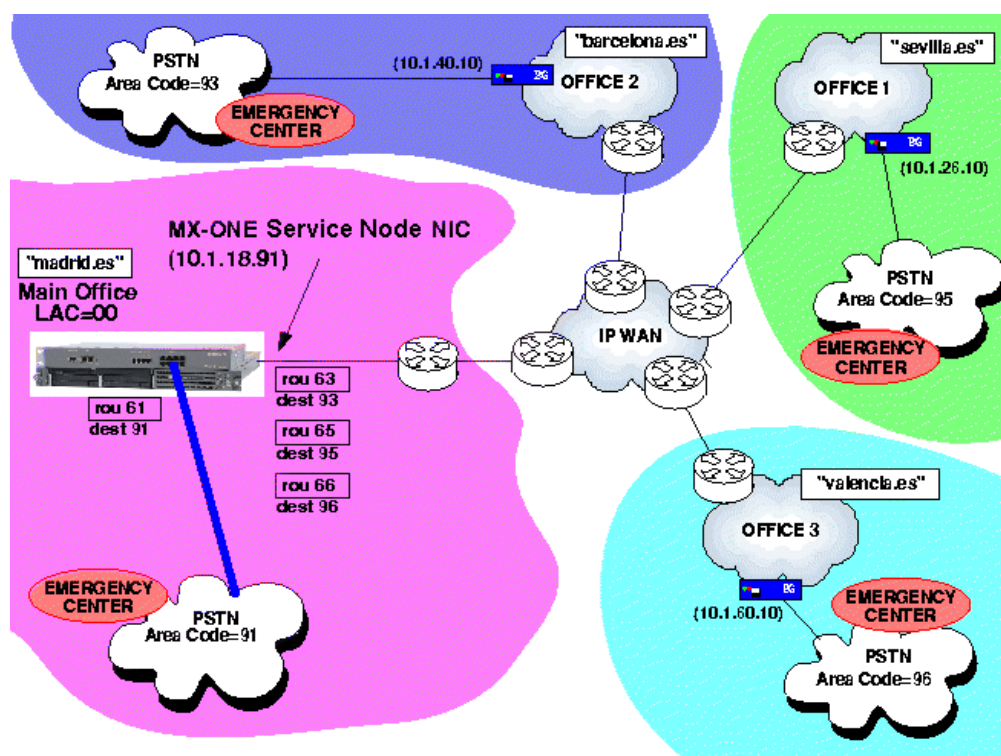 PSTN
Area Code=93
EMERGENCY
CENTER
(10.1.40.10)
BG
"barcelona.es"
OFFICE 2
"sevilla.es"
OFFICE 1
BG
(10.1.26.10)
PSTN
Area Code=95
EMERGENCY
CENTER
MX-ONE Service Node NIC
(10.1.18.91)
"madrid.es"
Main Office
LAC=00
rou 61
dest 91
rou 63
dest 93
rou 65
dest 95
rou 66
dest 96
IP WAN
"valencia.es"
OFFICE 3
BG
(10.1.60.10)
EMERGENCY
CENTER
PSTN
Area Code=96
EMERGENCY
CENTER
PSTN
Area Code=91